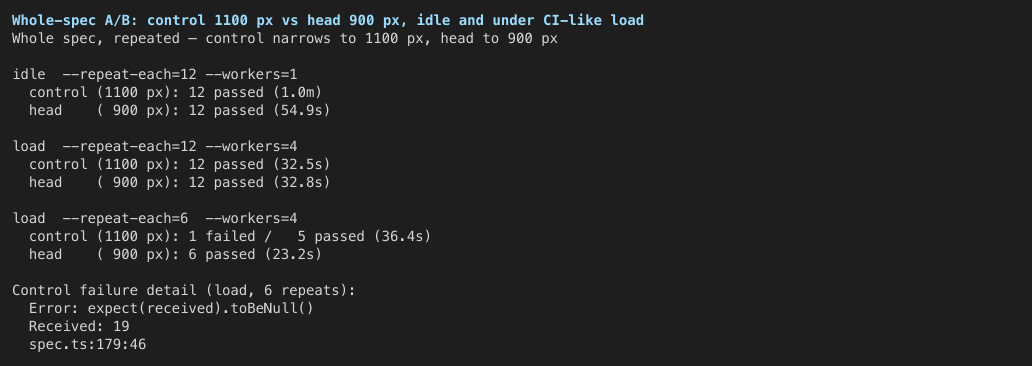 Whole-spec A/B: control 1100 px vs head 900 px, idle and under CI-like load
Whole spec, repeated — control narrows to 1100 px, head to 900 px
idle  --repeat-each=12 --workers=1
  control (1100 px): 12 passed (1.0m)
  head    ( 900 px): 12 passed (54.9s)
load  --repeat-each=12 --workers=4
  control (1100 px): 12 passed (32.5s)
  head    ( 900 px): 12 passed (32.8s)
load  --repeat-each=6  --workers=4
  control (1100 px): 1 failed /   5 passed (36.4s)
  head    ( 900 px): 6 passed (23.2s)
Control failure detail (load, 6 repeats):
  Error: expect(received).toBeNull()
  Received: 19
  spec.ts:179:46